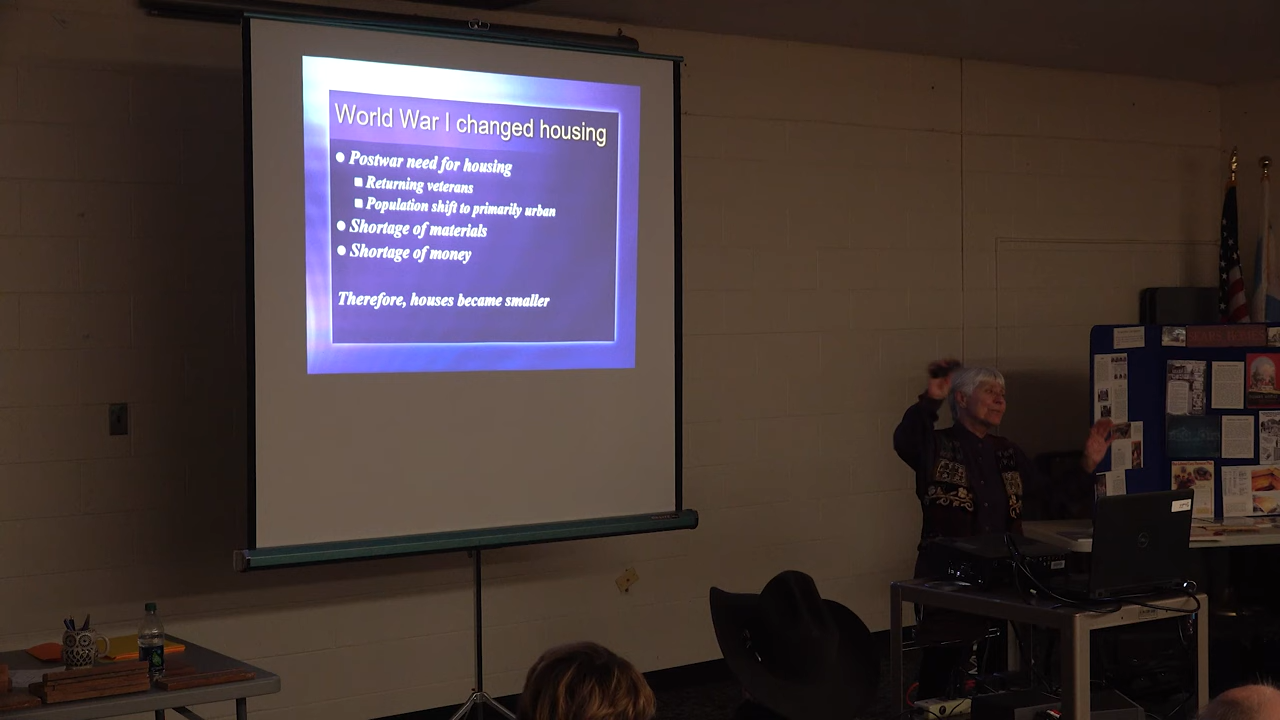 World War I changed housing
Postwar need for housing
Returning veterans
Population shift to primarily urban
Shortage of materials
Shortage of money
Therefore, houses became smaller